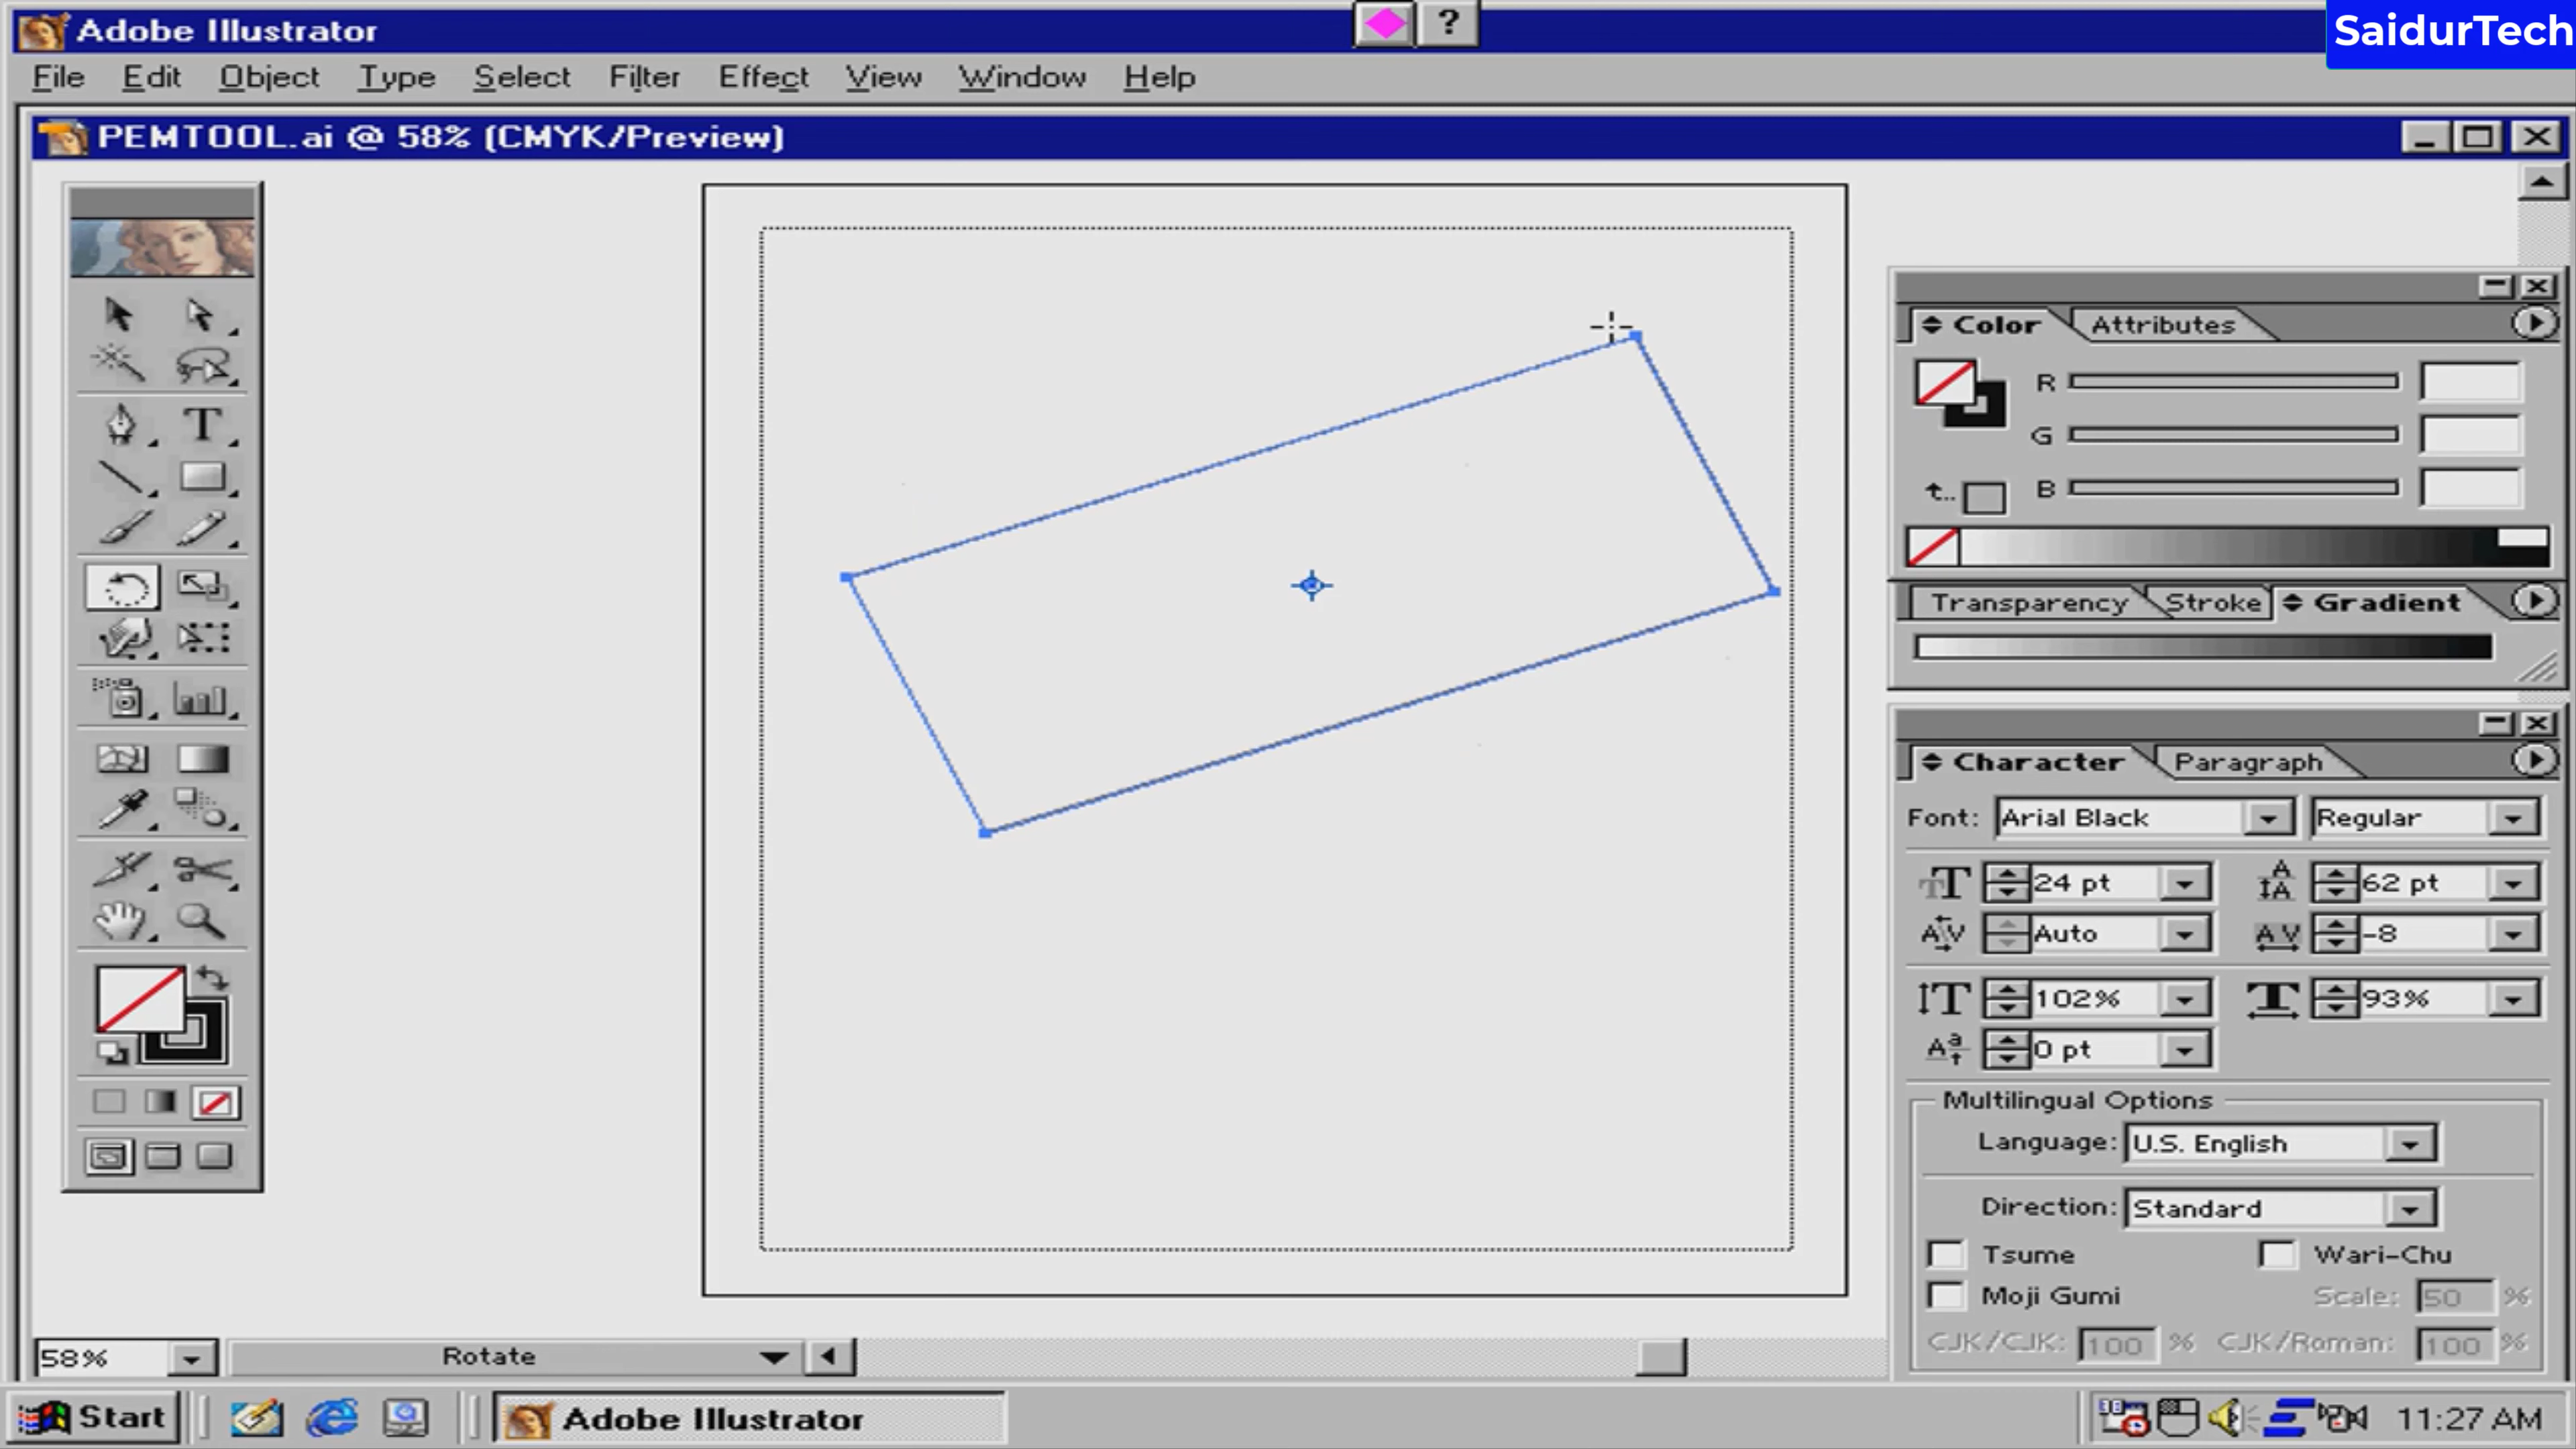 Adobe Illustrator
?
SaidurTech
File Edit Object Type Select Filter Effect View Window Help
PEMTOOL.ai @ 58% (CMYK/Preview)
T
Color Attributes
R
G
B
Transparency Stroke Gradient
Character Paragraph
Font: Arial Black Regular
24 pt 62 pt
Auto -8
102% 93%
0 pt
Multilingual Options
Language: U.S. English
Direction: Standard
Tsume Wari-Chu
Moji Gumi Scale: 50 %
CJK/CJK: 100 % CJK/Roman: 100 %
58% Rotate
Start Adobe Illustrator 11:27 AM